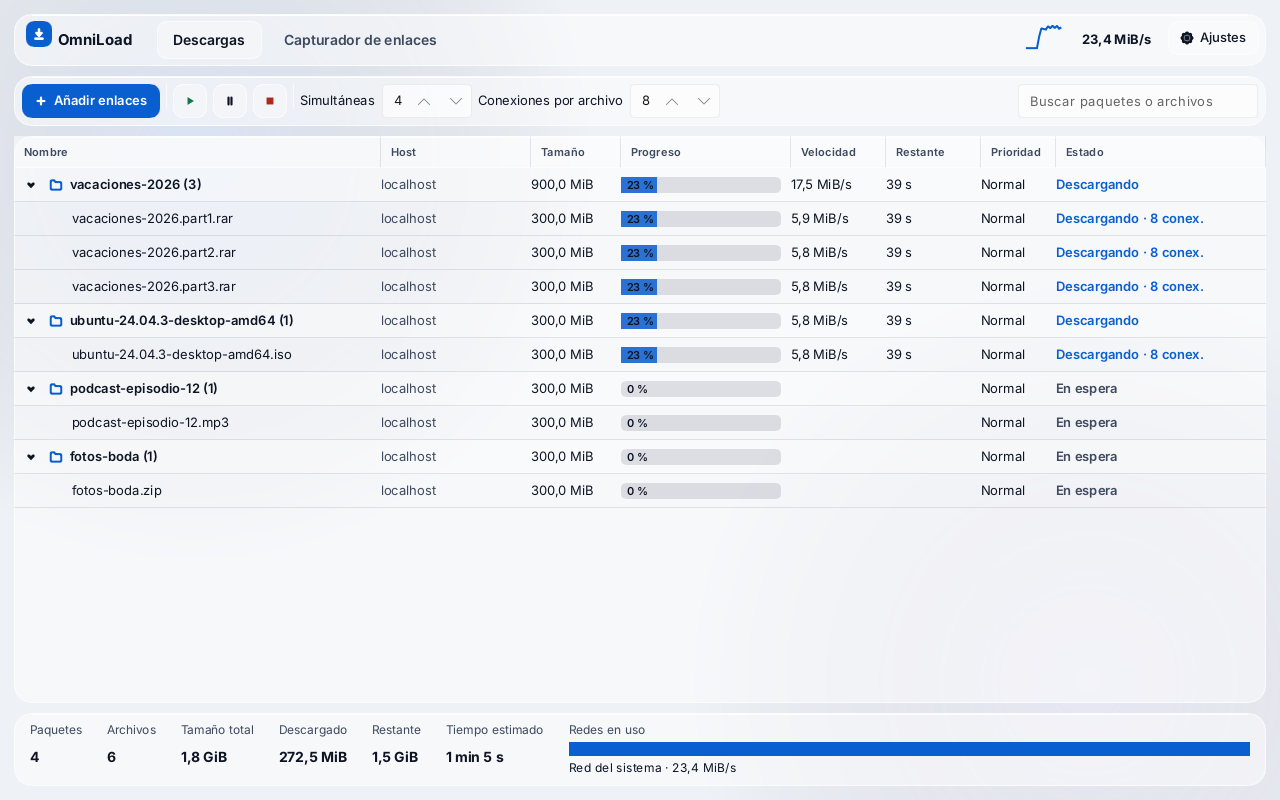 OmniLoad Descargas Capturador de enlaces 23,4 MiB/s Ajustes
Añadir enlaces Simultáneas 4 Conexiones por archivo 8 Buscar paquetes o archivos
Nombre Host Tamaño Progreso Velocidad Restante Prioridad Estado
vacaciones-2026 (3) localhost 900,0 MiB 23 % 17,5 MiB/s 39 s Normal Descargando
vacaciones-2026.part1.rar localhost 300,0 MiB 23 % 5,9 MiB/s 39 s Normal Descargando · 8 conex.
vacaciones-2026.part2.rar localhost 300,0 MiB 23 % 5,8 MiB/s 39 s Normal Descargando · 8 conex.
vacaciones-2026.part3.rar localhost 300,0 MiB 23 % 5,8 MiB/s 39 s Normal Descargando · 8 conex.
ubuntu-24.04.3-desktop-amd64 (1) localhost 300,0 MiB 23 % 5,8 MiB/s 39 s Normal Descargando
ubuntu-24.04.3-desktop-amd64.iso localhost 300,0 MiB 23 % 5,8 MiB/s 39 s Normal Descargando · 8 conex.
podcast-episodio-12 (1) localhost 300,0 MiB 0 % Normal En espera
podcast-episodio-12.mp3 localhost 300,0 MiB 0 % Normal En espera
fotos-boda (1) localhost 300,0 MiB 0 % Normal En espera
fotos-boda.zip localhost 300,0 MiB 0 % Normal En espera
Paquetes Archivos Tamaño total Descargado Restante Tiempo estimado Redes en uso
4 6 1,8 GiB 272,5 MiB 1,5 GiB 1 min 5 s
Red del sistema · 23,4 MiB/s